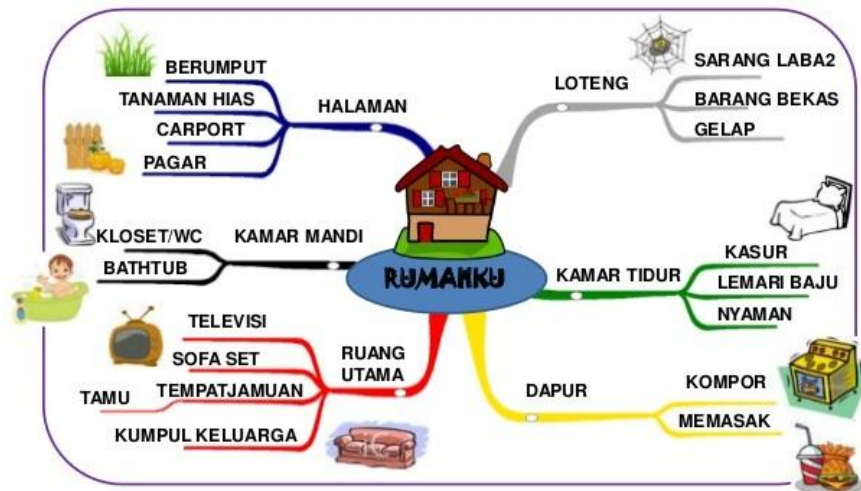 BERUMPUT
TANAMAN HIAS
CARPORT
PAGAR
HALAMAN
LOTENG
SARANG LABA2
BARANG BEKAS
GELAP
KLOSET/WC
BATHTUB
KAMAR MANDI
RUMAHKU
KAMAR TIDUR
KASUR
LEMARI BAJU
NYAMAN
TELEVISI
SOFA SET
TEMPATJAMUAN
TAMU
KUMPUL KELUARGA
RUANG
UTAMA
DAPUR
KOMPOR
MEMASAK